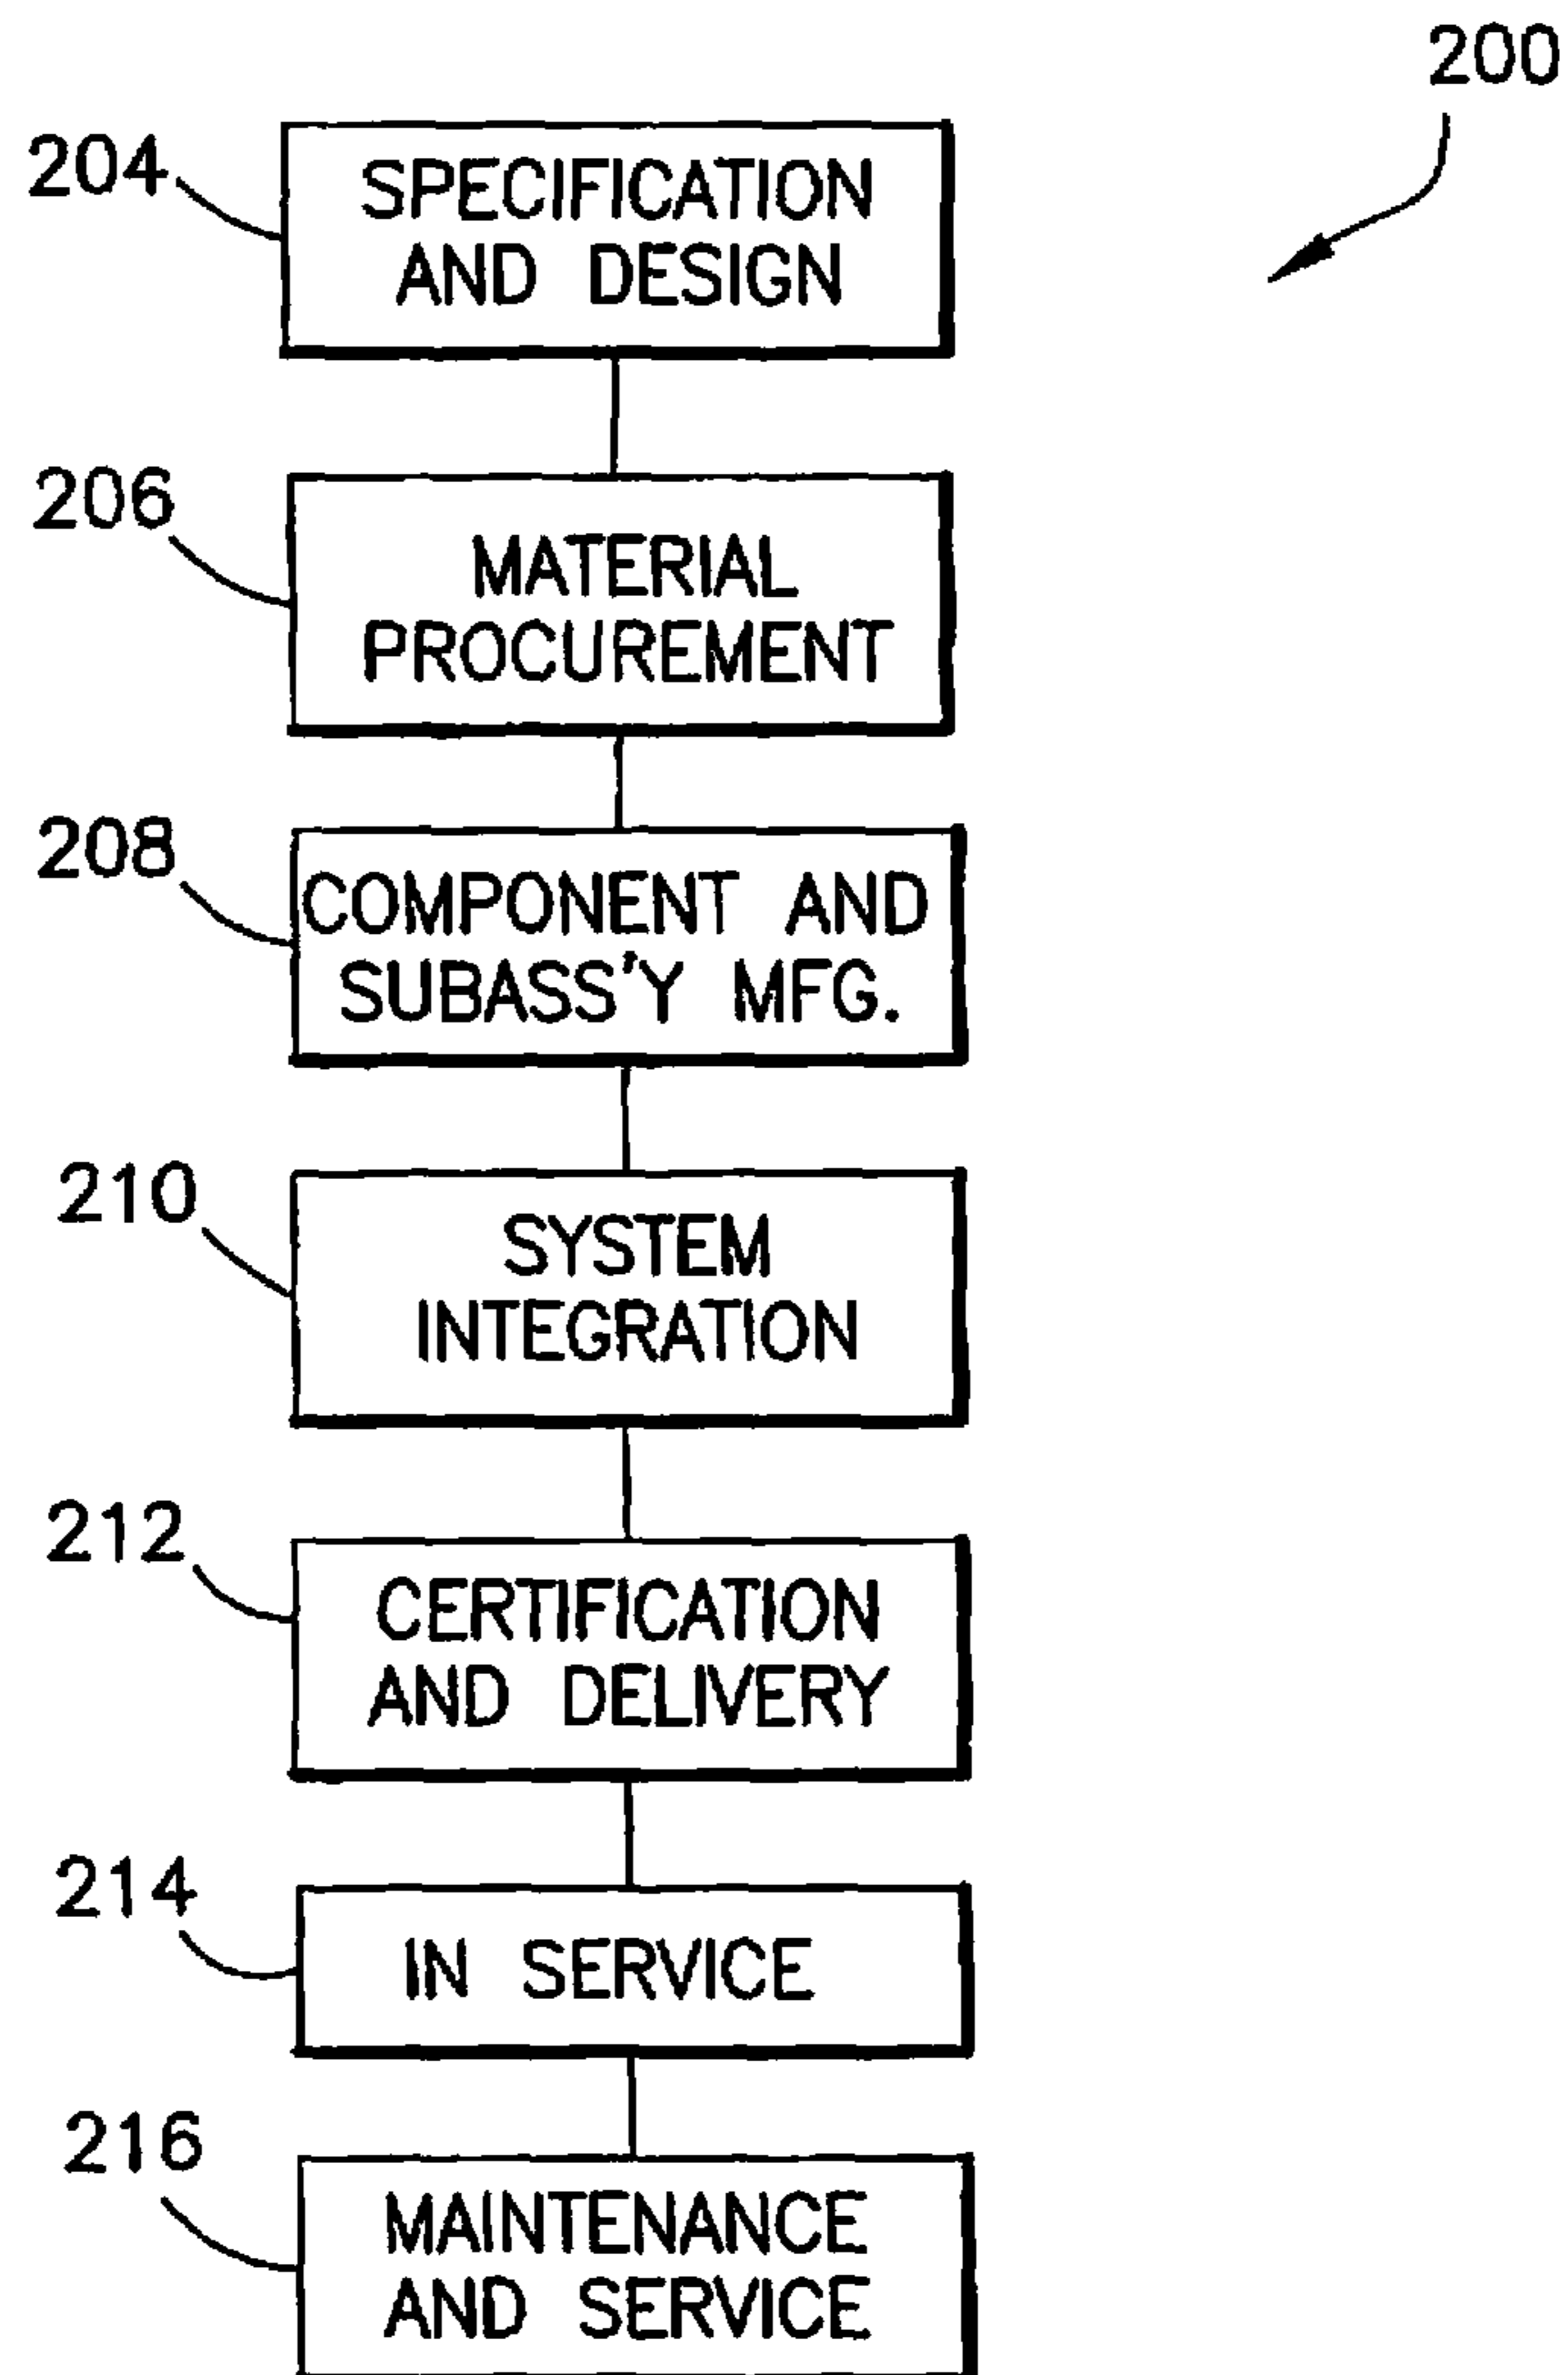 200
204
SPECIFICATION
AND DESIGN
206
MATERIAL
PROCUREMENT
208
COMPONENT AND
SUBASS'Y MFG.
210
SYSTEM
INTEGRATION
212
CERTIFICATION
AND DELIVERY
214
IN SERVICE
216
MAINTENANCE
AND SERVICE